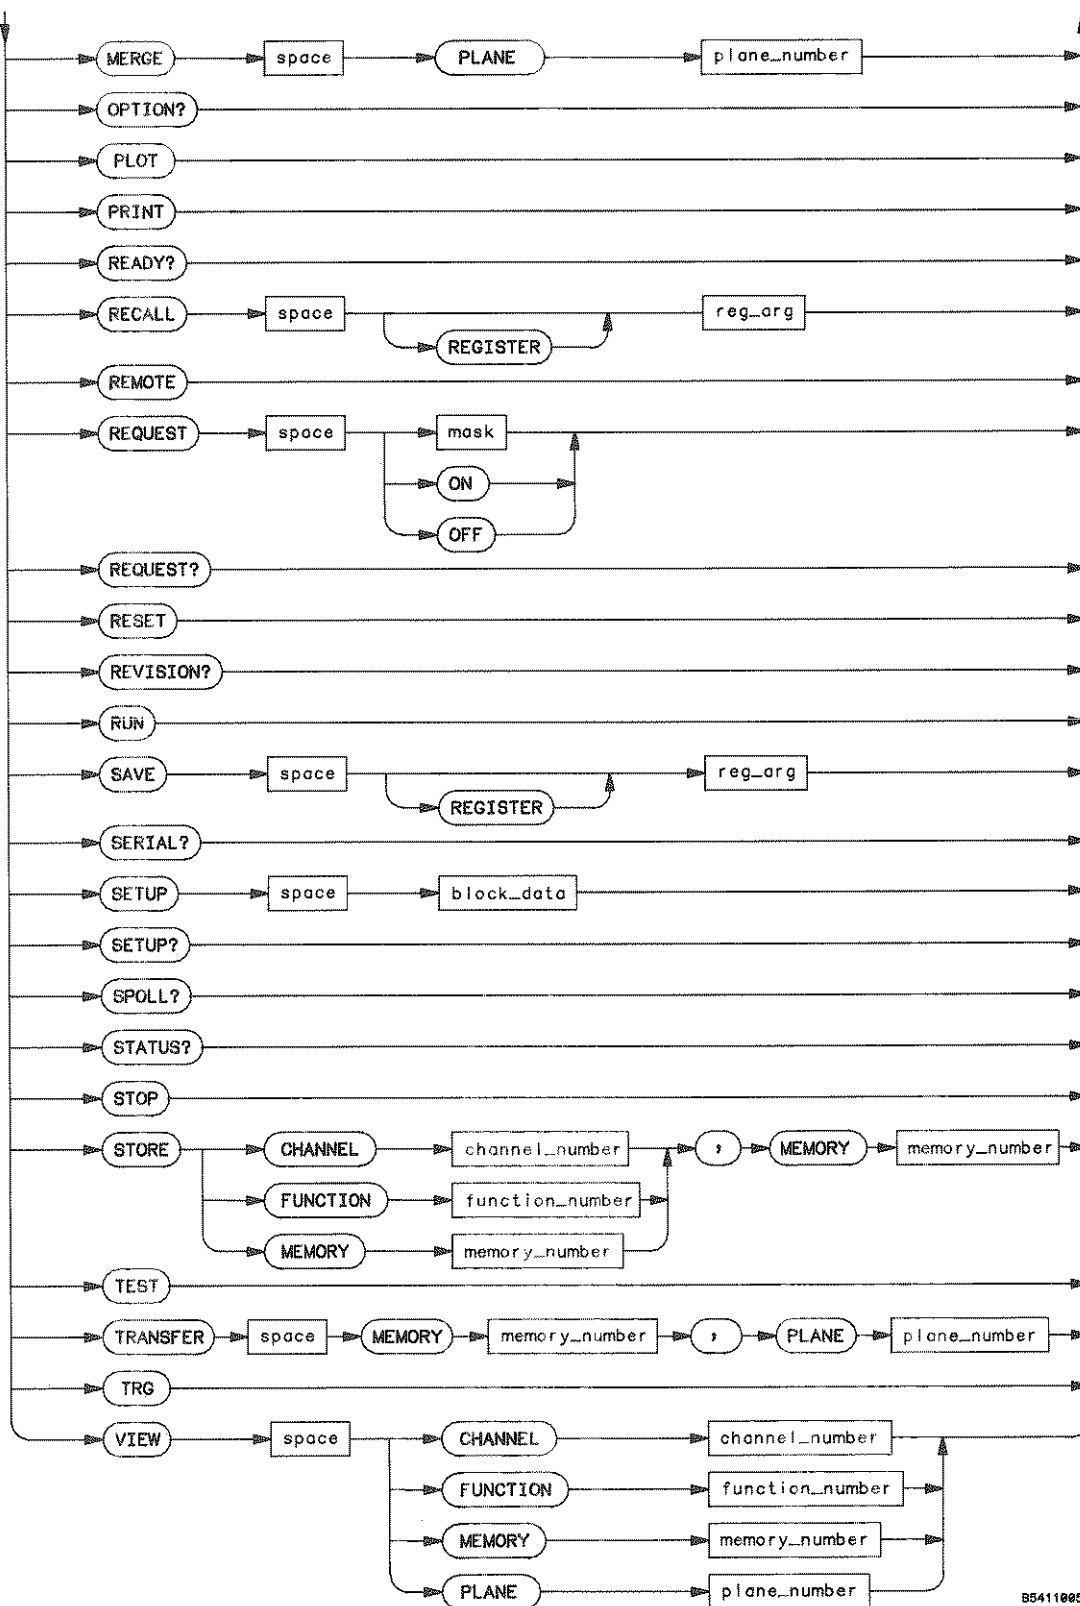 MERGE space PLANE plane_number
OPTION?
PLOT
PRINT
READY?
RECALL space reg_arg
REGISTER
REMOTE
REQUEST space mask
ON
OFF
REQUEST?
RESET
REVISION?
RUN
SAVE space reg_arg
REGISTER
SERIAL?
SETUP space block_data
SETUP?
SPOLL?
STATUS?
STOP
STORE CHANNEL channel_number , MEMORY memory_number
FUNCTION function_number
MEMORY memory_number
TEST
TRANSFER space MEMORY memory_number , PLANE plane_number
TRG
VIEW space CHANNEL channel_number
FUNCTION function_number
MEMORY memory_number
PLANE plane_number
B5411005